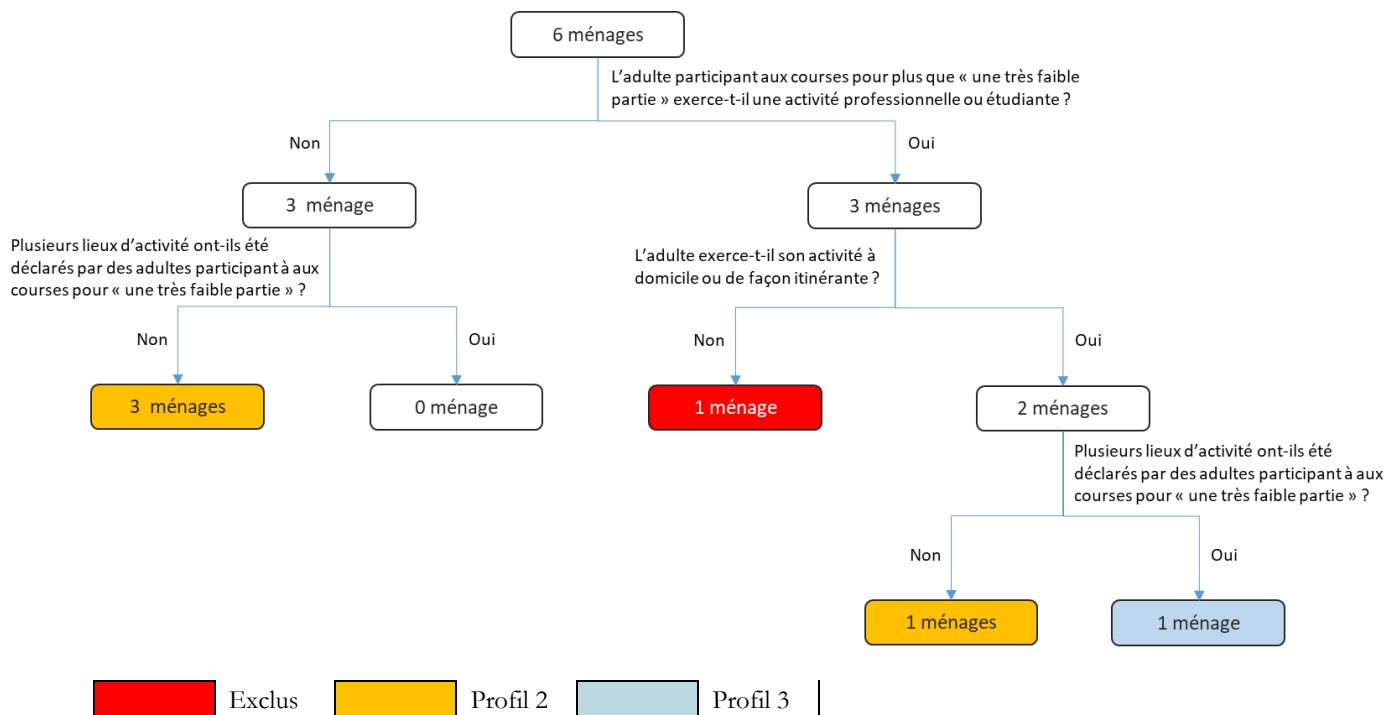 6 ménages
L’adulte participant aux courses pour plus que « une très faible
partie » exerce-t-il une activité professionnelle ou étudiante ?
Non
Oui
3 ménage
3 ménages
Plusieurs lieux d’activité ont-ils été
déclarés par des adultes participant à aux
courses pour « une très faible partie » ?
L’adulte exerce-t-il son activité à
domicile ou de façon itinérante ?
Non
Oui
Non
Oui
3 ménages
0 ménage
1 ménage
2 ménages
Plusieurs lieux d’activité ont-ils été
déclarés par des adultes participant à aux
courses pour « une très faible partie » ?
Non
Oui
1 ménages
1 ménage
Exclus
Profil 2
Profil 3